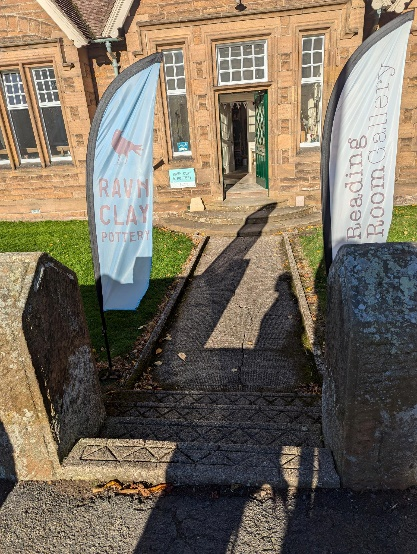 RAVN
CLAY
POTTERY
Reading
Room Gallery